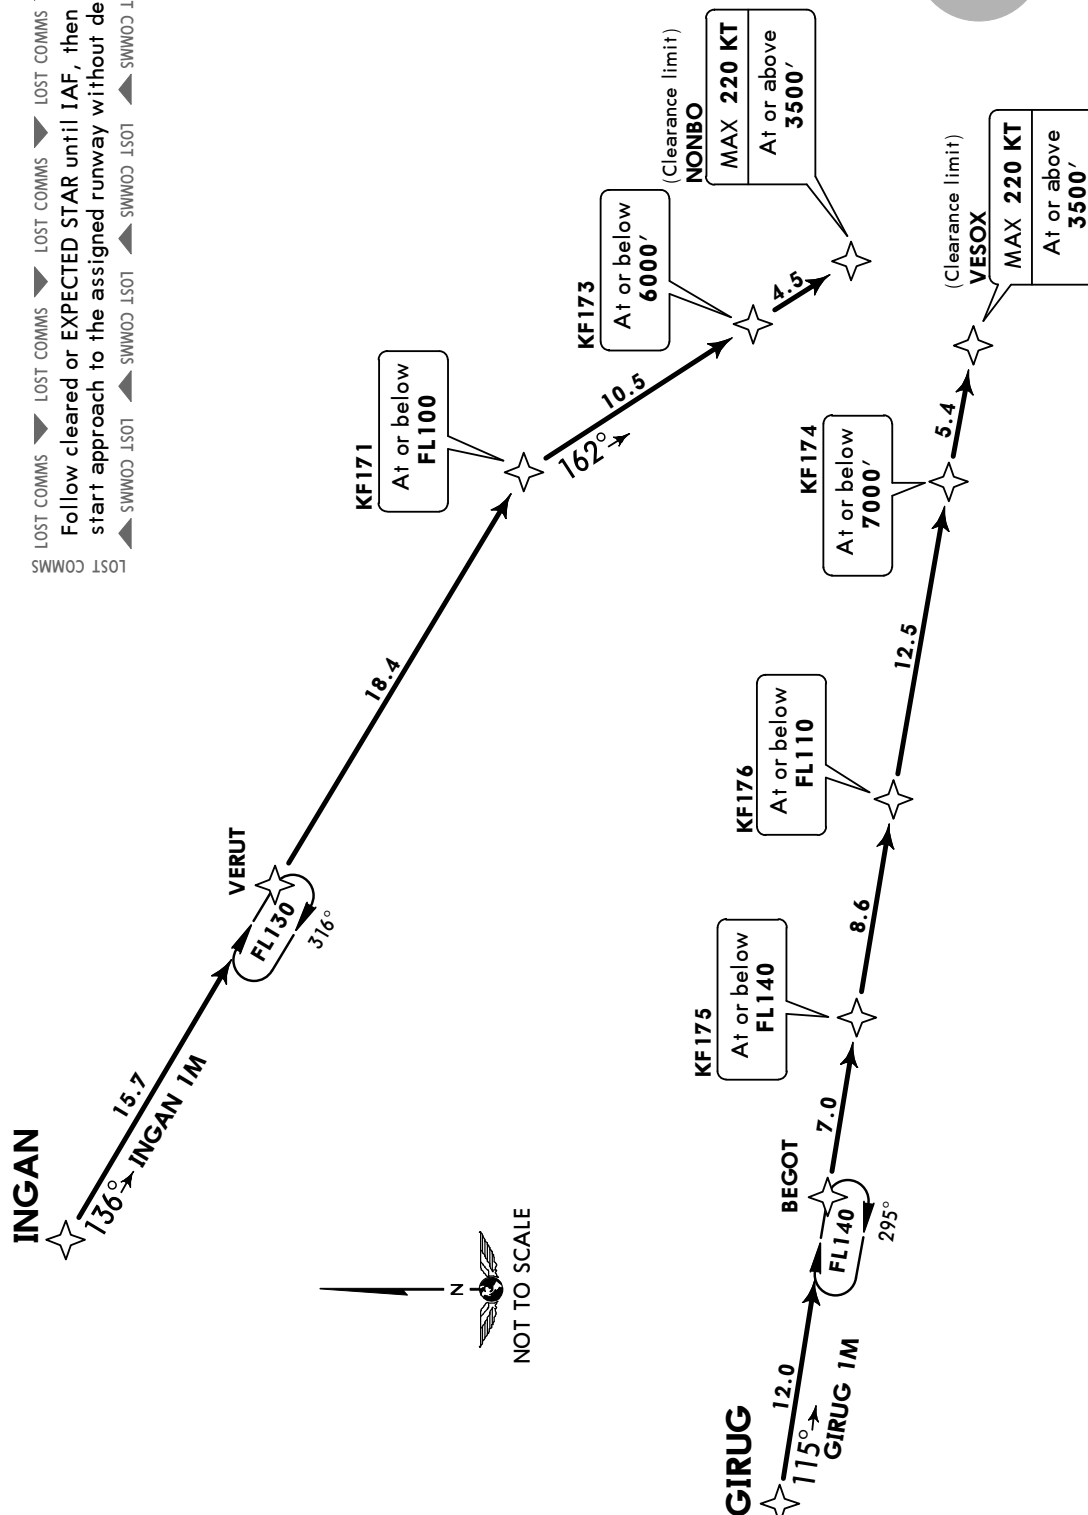 LOST COMMS LOST COMMS LOST COMMS LOST COMMS
LOST COMMS
Follow cleared or EXPECTED STAR until IAF, then
start approach to the assigned runway without de
LOST COMMS LOST COMMS LOST COMMS T COMMS
INGAN
136°
INGAN 1M
15.7
VERUT
FL130
316°
18.4
KF171
At or below
FL100
162°
10.5
KF173
At or below
6000'
4.5
(Clearance limit)
NONBO
MAX 220 KT
At or above
3500'
N
NOT TO SCALE
GIRUG
115°
GIRUG 1M
12.0
BEGOT
FL140
295°
7.0
KF175
At or below
FL140
8.6
KF176
At or below
FL110
12.5
KF174
At or below
7000'
5.4
(Clearance limit)
VESOX
MAX 220 KT
At or above
3500'